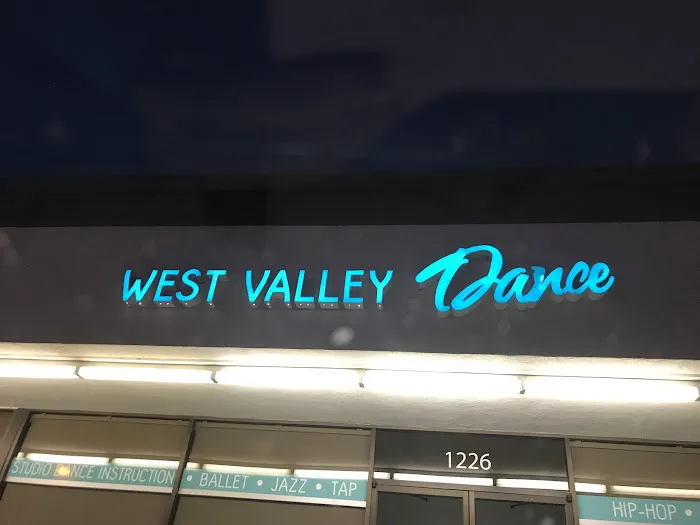 WEST VALLEY Dance
1226
STUDIO DANCE INSTRUCTION • BALLET • JAZZ • TAP
HIP-HOP •